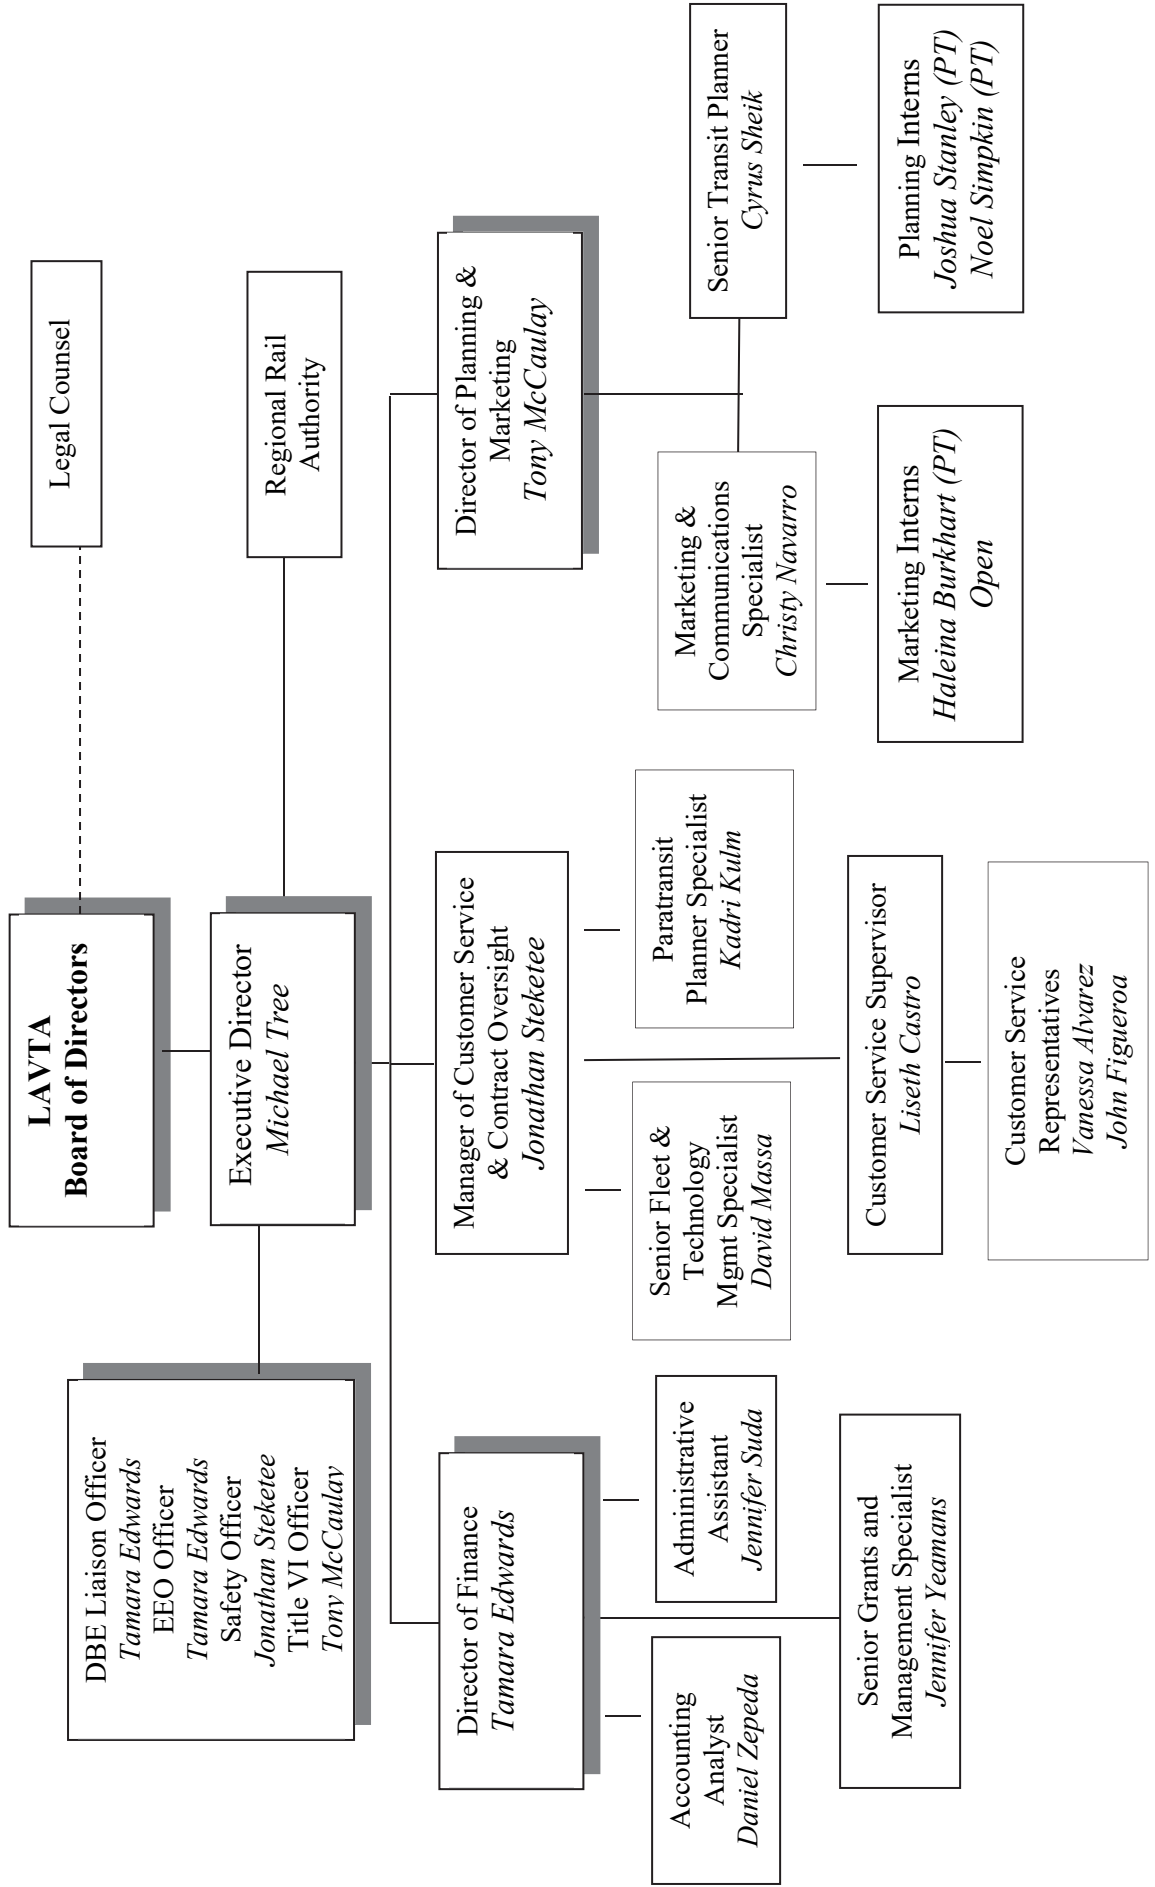 LAVTA
Board of Directors
Legal Counsel
DBE Liaison Officer
Tamara Edwards
EEO Officer
Tamara Edwards
Safety Officer
Jonathan Steketee
Title VI Officer
Tony McCaulay
Executive Director
Michael Tree
Regional Rail
Authority
Director of Finance
Tamara Edwards
Manager of Customer Service
& Contract Oversight
Jonathan Steketee
Director of Planning &
Marketing
Tony McCaulay
Accounting
Analyst
Daniel Zepeda
Administrative
Assistant
Jennifer Suda
Senior Fleet &
Technology
Mgmt Specialist
David Massa
Paratransit
Planner Specialist
Kadri Kulm
Marketing &
Communications
Specialist
Christy Navarro
Senior Transit Planner
Cyrus Sheik
Senior Grants and
Management Specialist
Jennifer Yeamans
Customer Service Supervisor
Liseth Castro
Marketing Interns
Haleina Burkhart (PT)
Open
Planning Interns
Joshua Stanley (PT)
Noel Simpkin (PT)
Customer Service
Representatives
Vanessa Alvarez
John Figueroa